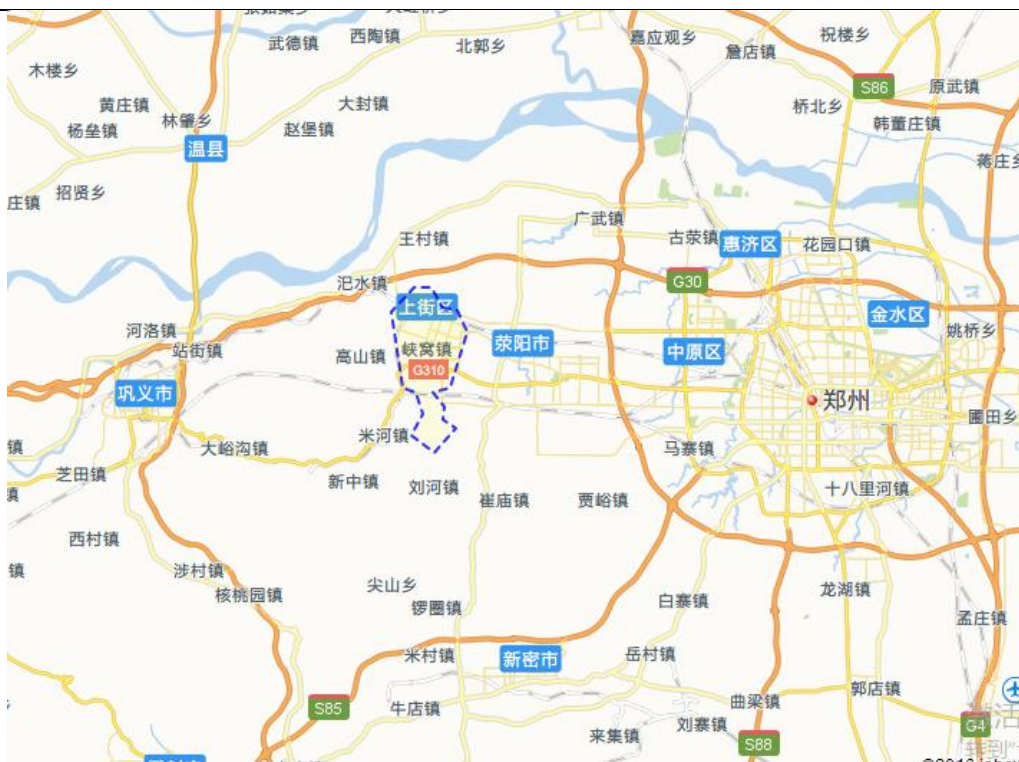 武德镇
西陶镇
北郭乡
嘉应观乡
詹店镇
祝楼乡
木楼乡
S86
原武镇
黄庄镇
大封镇
桥北乡
杨垒镇
林肇乡
赵堡镇
韩董庄镇
温县
蒋庄乡
招贤乡
庄镇
广武镇
王村镇
古荥镇
惠济区
花园口镇
汜水镇
G30
上街区
金水区
河洛镇
姚桥乡
站街镇
高山镇
峡窝镇
荥阳市
中原区
G310
巩义市
郑州
圃田乡
米河镇
镇
大峪沟镇
马寨镇
芝田镇
新中镇
刘河镇
崔庙镇
贾峪镇
十八里河镇
镇
西村镇
涉村镇
镇
尖山乡
核桃园镇
锣圈镇
白寨镇
龙湖镇
孟庄镇
米村镇
新密市
岳村镇
郭店镇
曲梁镇
S85
牛店镇
刘寨镇
G4
来集镇
S88
激活
转到"